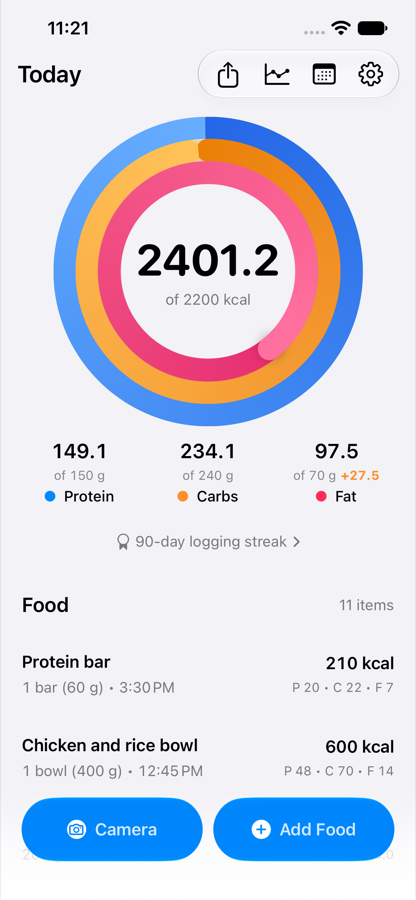 11:21
Today
2401.2
of 2200 kcal
149.1 234.1 97.5
of 150 g of 240 g of 70 g +27.5
Protein Carbs Fat
90-day logging streak
Food 11 items
Protein bar 210 kcal
1 bar (60 g) • 3:30 PM P 20 • C 22 • F 7
Chicken and rice bowl 600 kcal
1 bowl (400 g) • 12:45 PM P 48 • C 70 • F 14
Camera Add Food